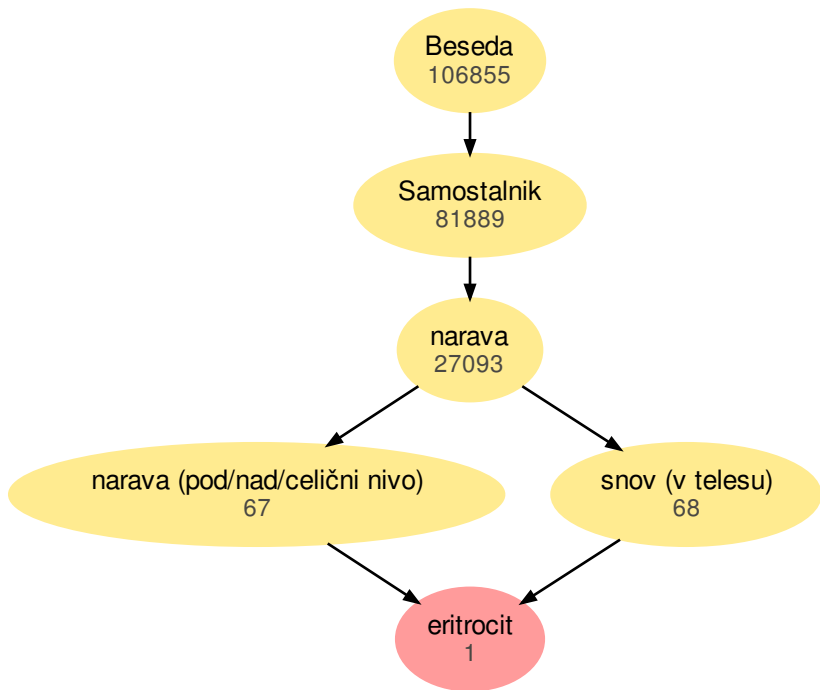 Beseda
106855
Samostalnik
81889
narava
27093
narava (pod/nad/celični nivo)
67
snov (v telesu)
68
eritrocit
1